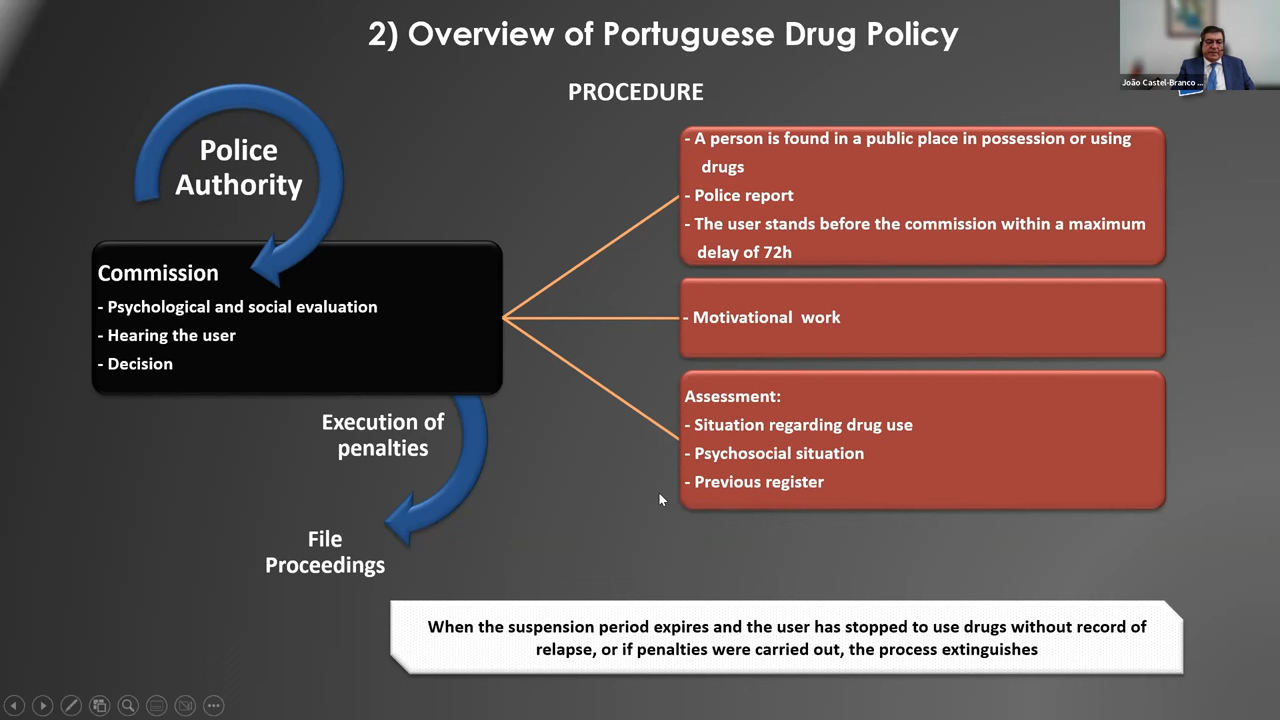 2) Overview of Portuguese Drug Policy
João Castel-Branco ...
PROCEDURE
Police
Authority
Commission
- Psychological and social evaluation
- Hearing the user
- Decision
- A person is found in a public place in possession or using
drugs
- Police report
- The user stands before the commission within a maximum
delay of 72h
- Motivational work
Assessment:
- Situation regarding drug use
- Psychosocial situation
- Previous register
Execution of
penalties
File
Proceedings
When the suspension period expires and the user has stopped to use drugs without record of
relapse, or if penalties were carried out, the process extinguishes